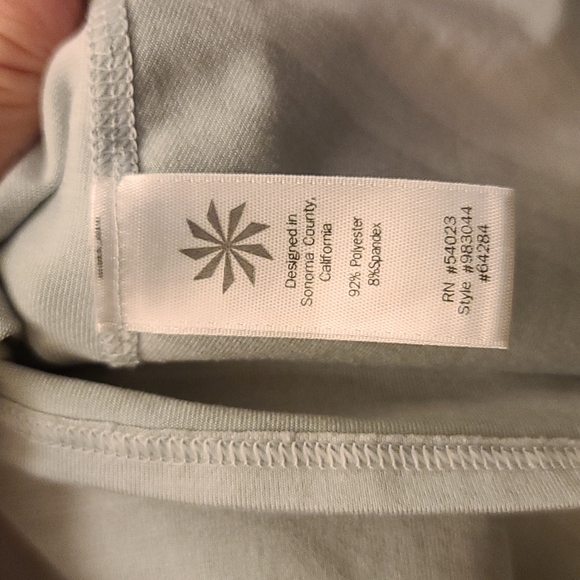 Designed in
Sonoma County,
California
92% Polyester
8%Spandex
RN #54023
Style #983044
#64284